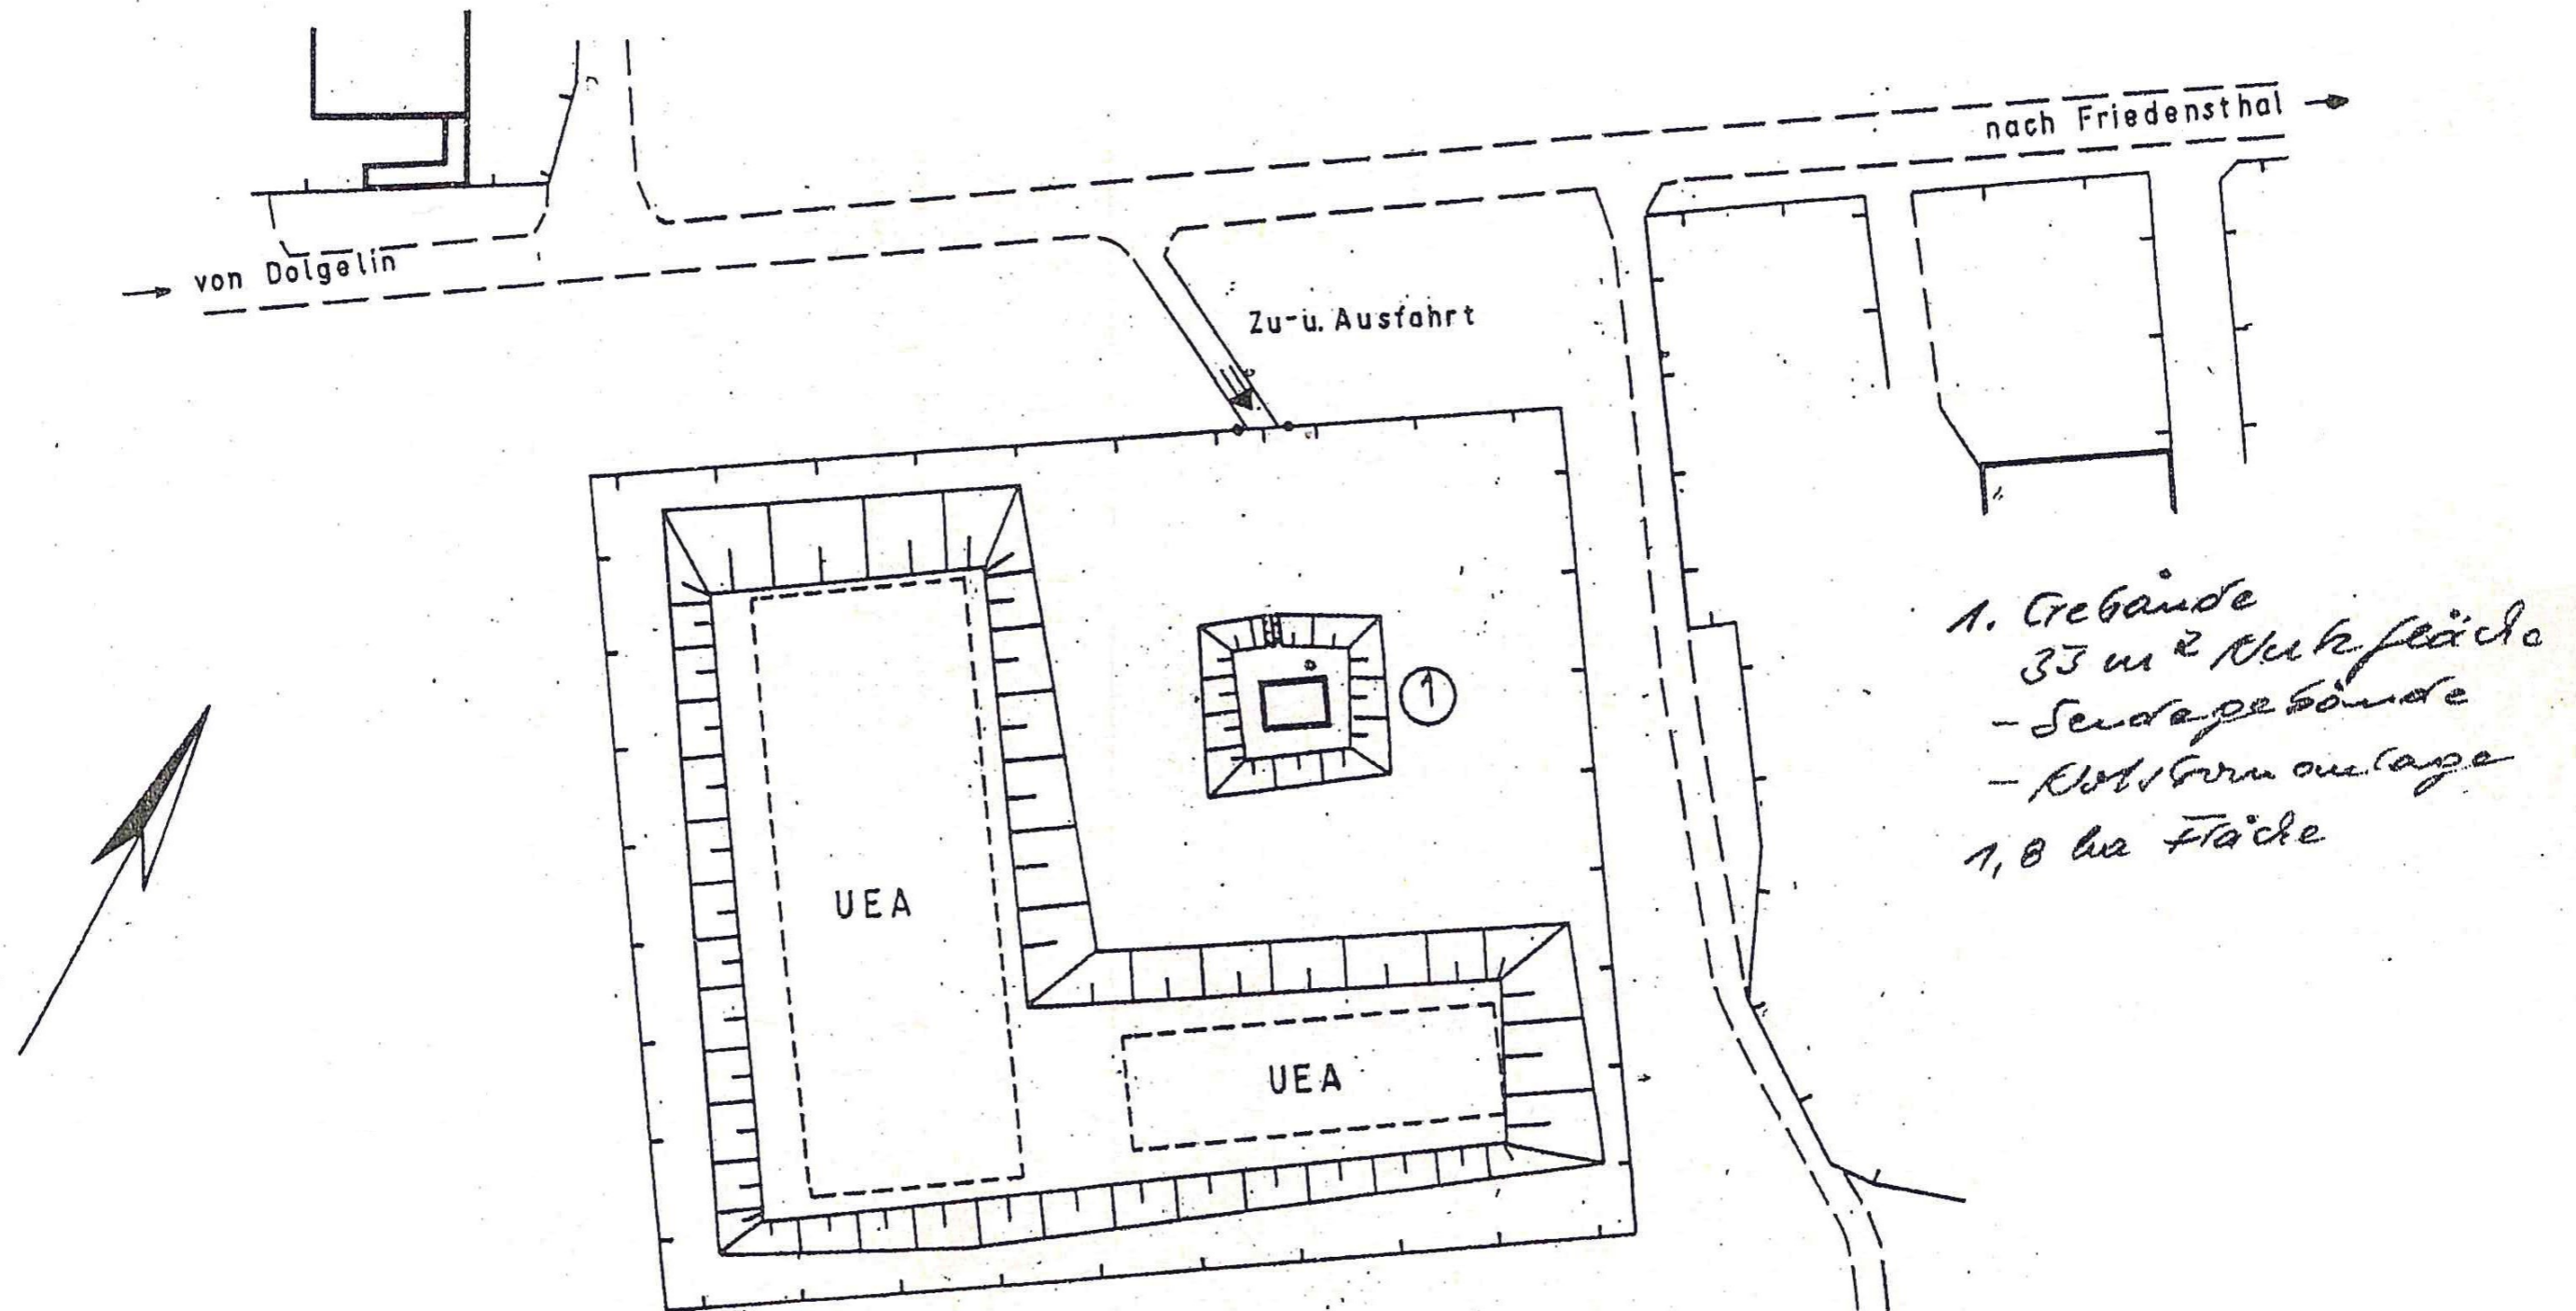 nach Friedensthal
von Dolgelin
Zu- u. Ausfahrt
1
UEA
UEA
1. Gebäude
33 m² Nutzfläche
- Sendegebäude
- Notstromanlage
1,8 ha Fläche